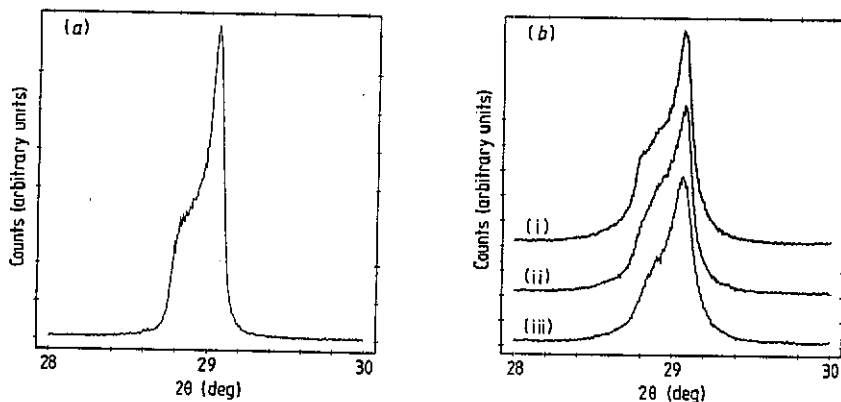 (a)
Counts (arbitrary units)
28
29
30
2θ (deg)
(b)
(i)
(ii)
(iii)
Counts (arbitrary units)
28
29
30
2θ (deg)